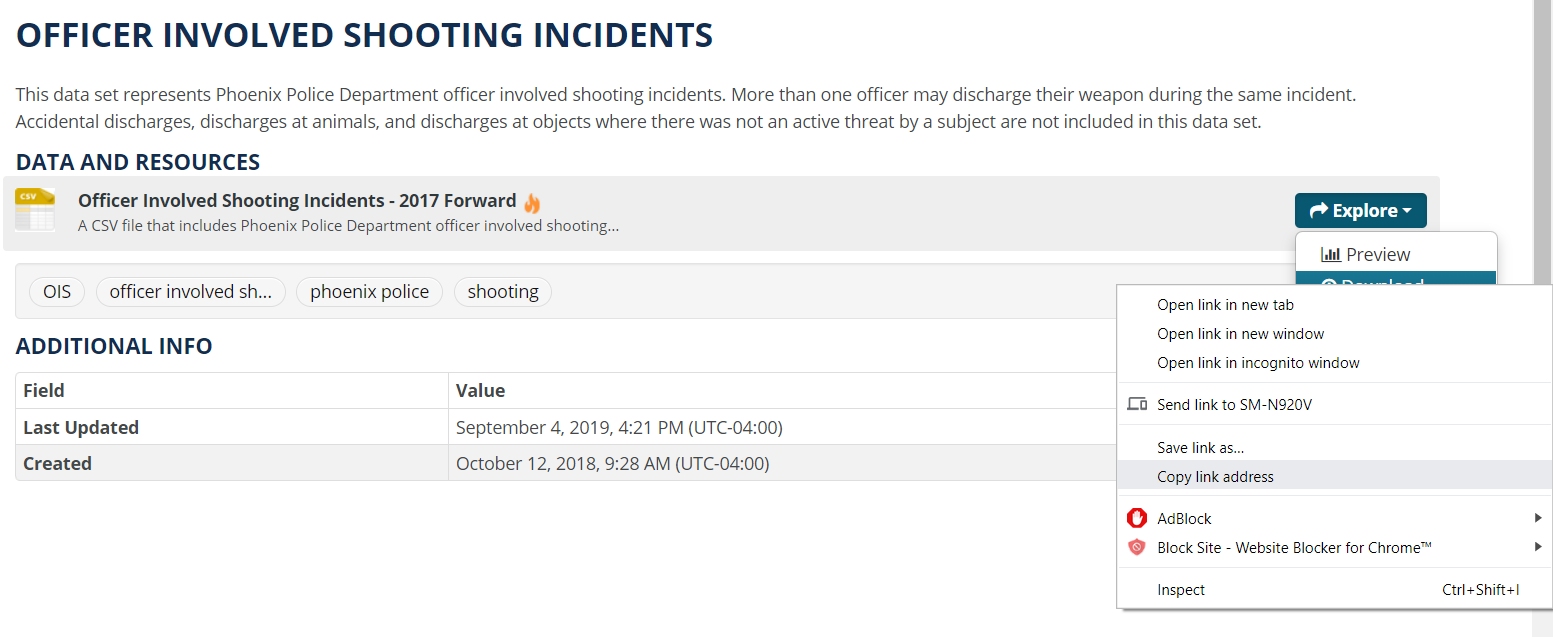 OFFICER INVOLVED SHOOTING INCIDENTS
This data set represents Phoenix Police Department officer involved shooting incidents. More than one officer may discharge their weapon during the same incident.
Accidental discharges, discharges at animals, and discharges at objects where there was not an active threat by a subject are not included in this data set.
DATA AND RESOURCES
CSV
Officer Involved Shooting Incidents - 2017 Forward
A CSV file that includes Phoenix Police Department officer involved shooting...
Explore
Preview
Download
OIS
officer involved sh...
phoenix police
shooting
ADDITIONAL INFO
Field Value
Last Updated September 4, 2019, 4:21 PM (UTC-04:00)
Created October 12, 2018, 9:28 AM (UTC-04:00)
Open link in new tab
Open link in new window
Open link in incognito window
Send link to SM-N920V
Save link as...
Copy link address
AdBlock
Block Site - Website Blocker for Chrome™
Inspect Ctrl+Shift+I